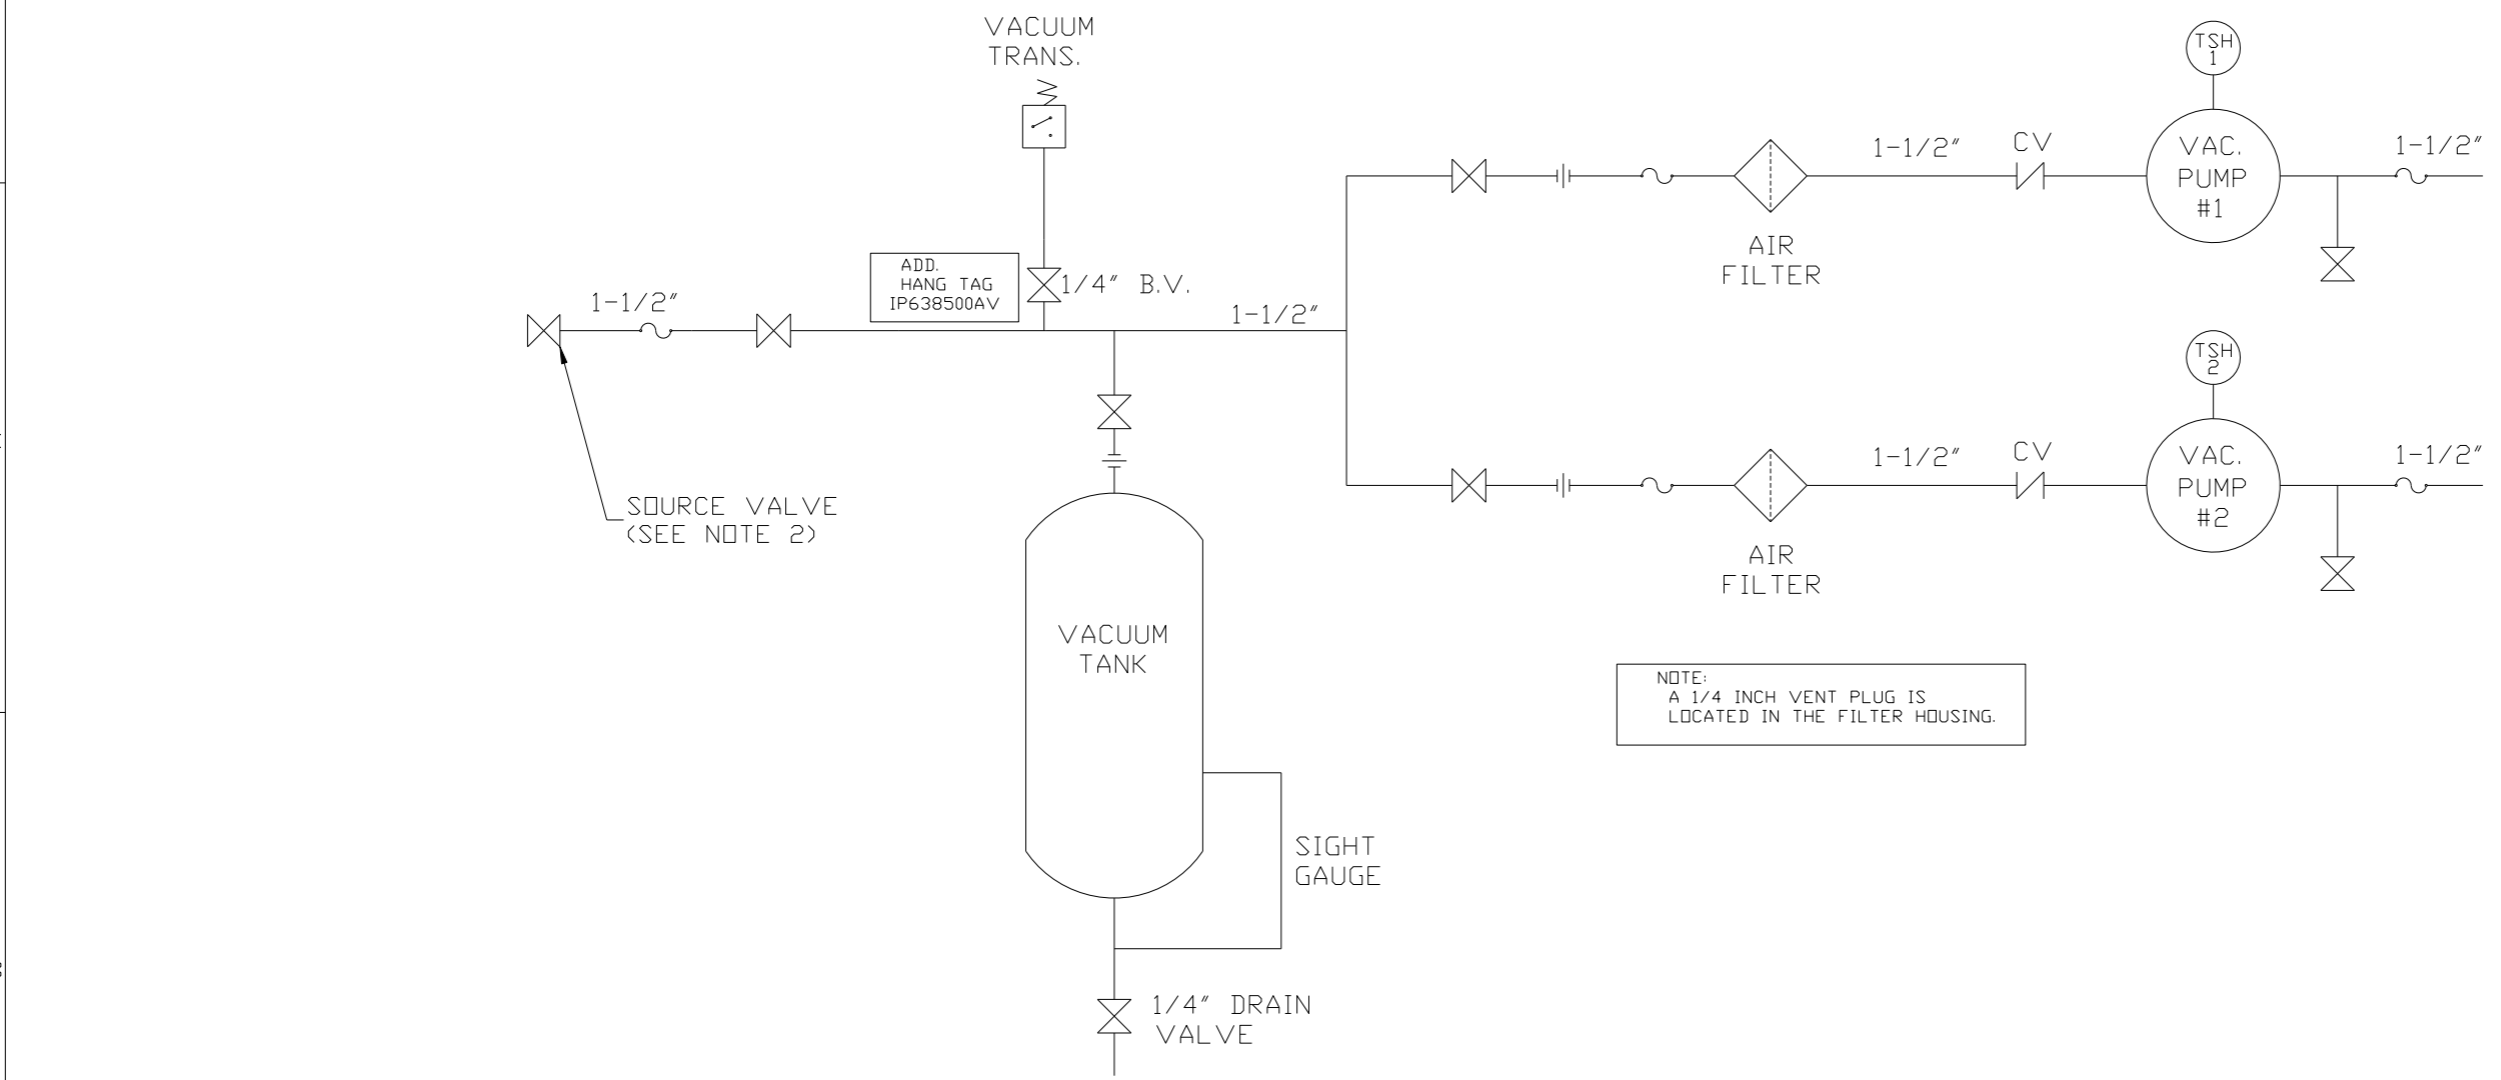 VACUUM
TRANS.
TSH
1
1-1/2"
CV
VAC.
PUMP
#1
1-1/2"
AIR
FILTER
ADD.
HANG TAG
IP638500AV
1/4" B.V.
1-1/2"
1-1/2"
TSH
2
1-1/2"
CV
VAC.
PUMP
#2
1-1/2"
SOURCE VALVE
(SEE NOTE 2)
AIR
FILTER
VACUUM
TANK
NOTE:
A 1/4 INCH VENT PLUG IS
LOCATED IN THE FILTER HOUSING.
SIGHT
GAUGE
1/4" DRAIN
VALVE